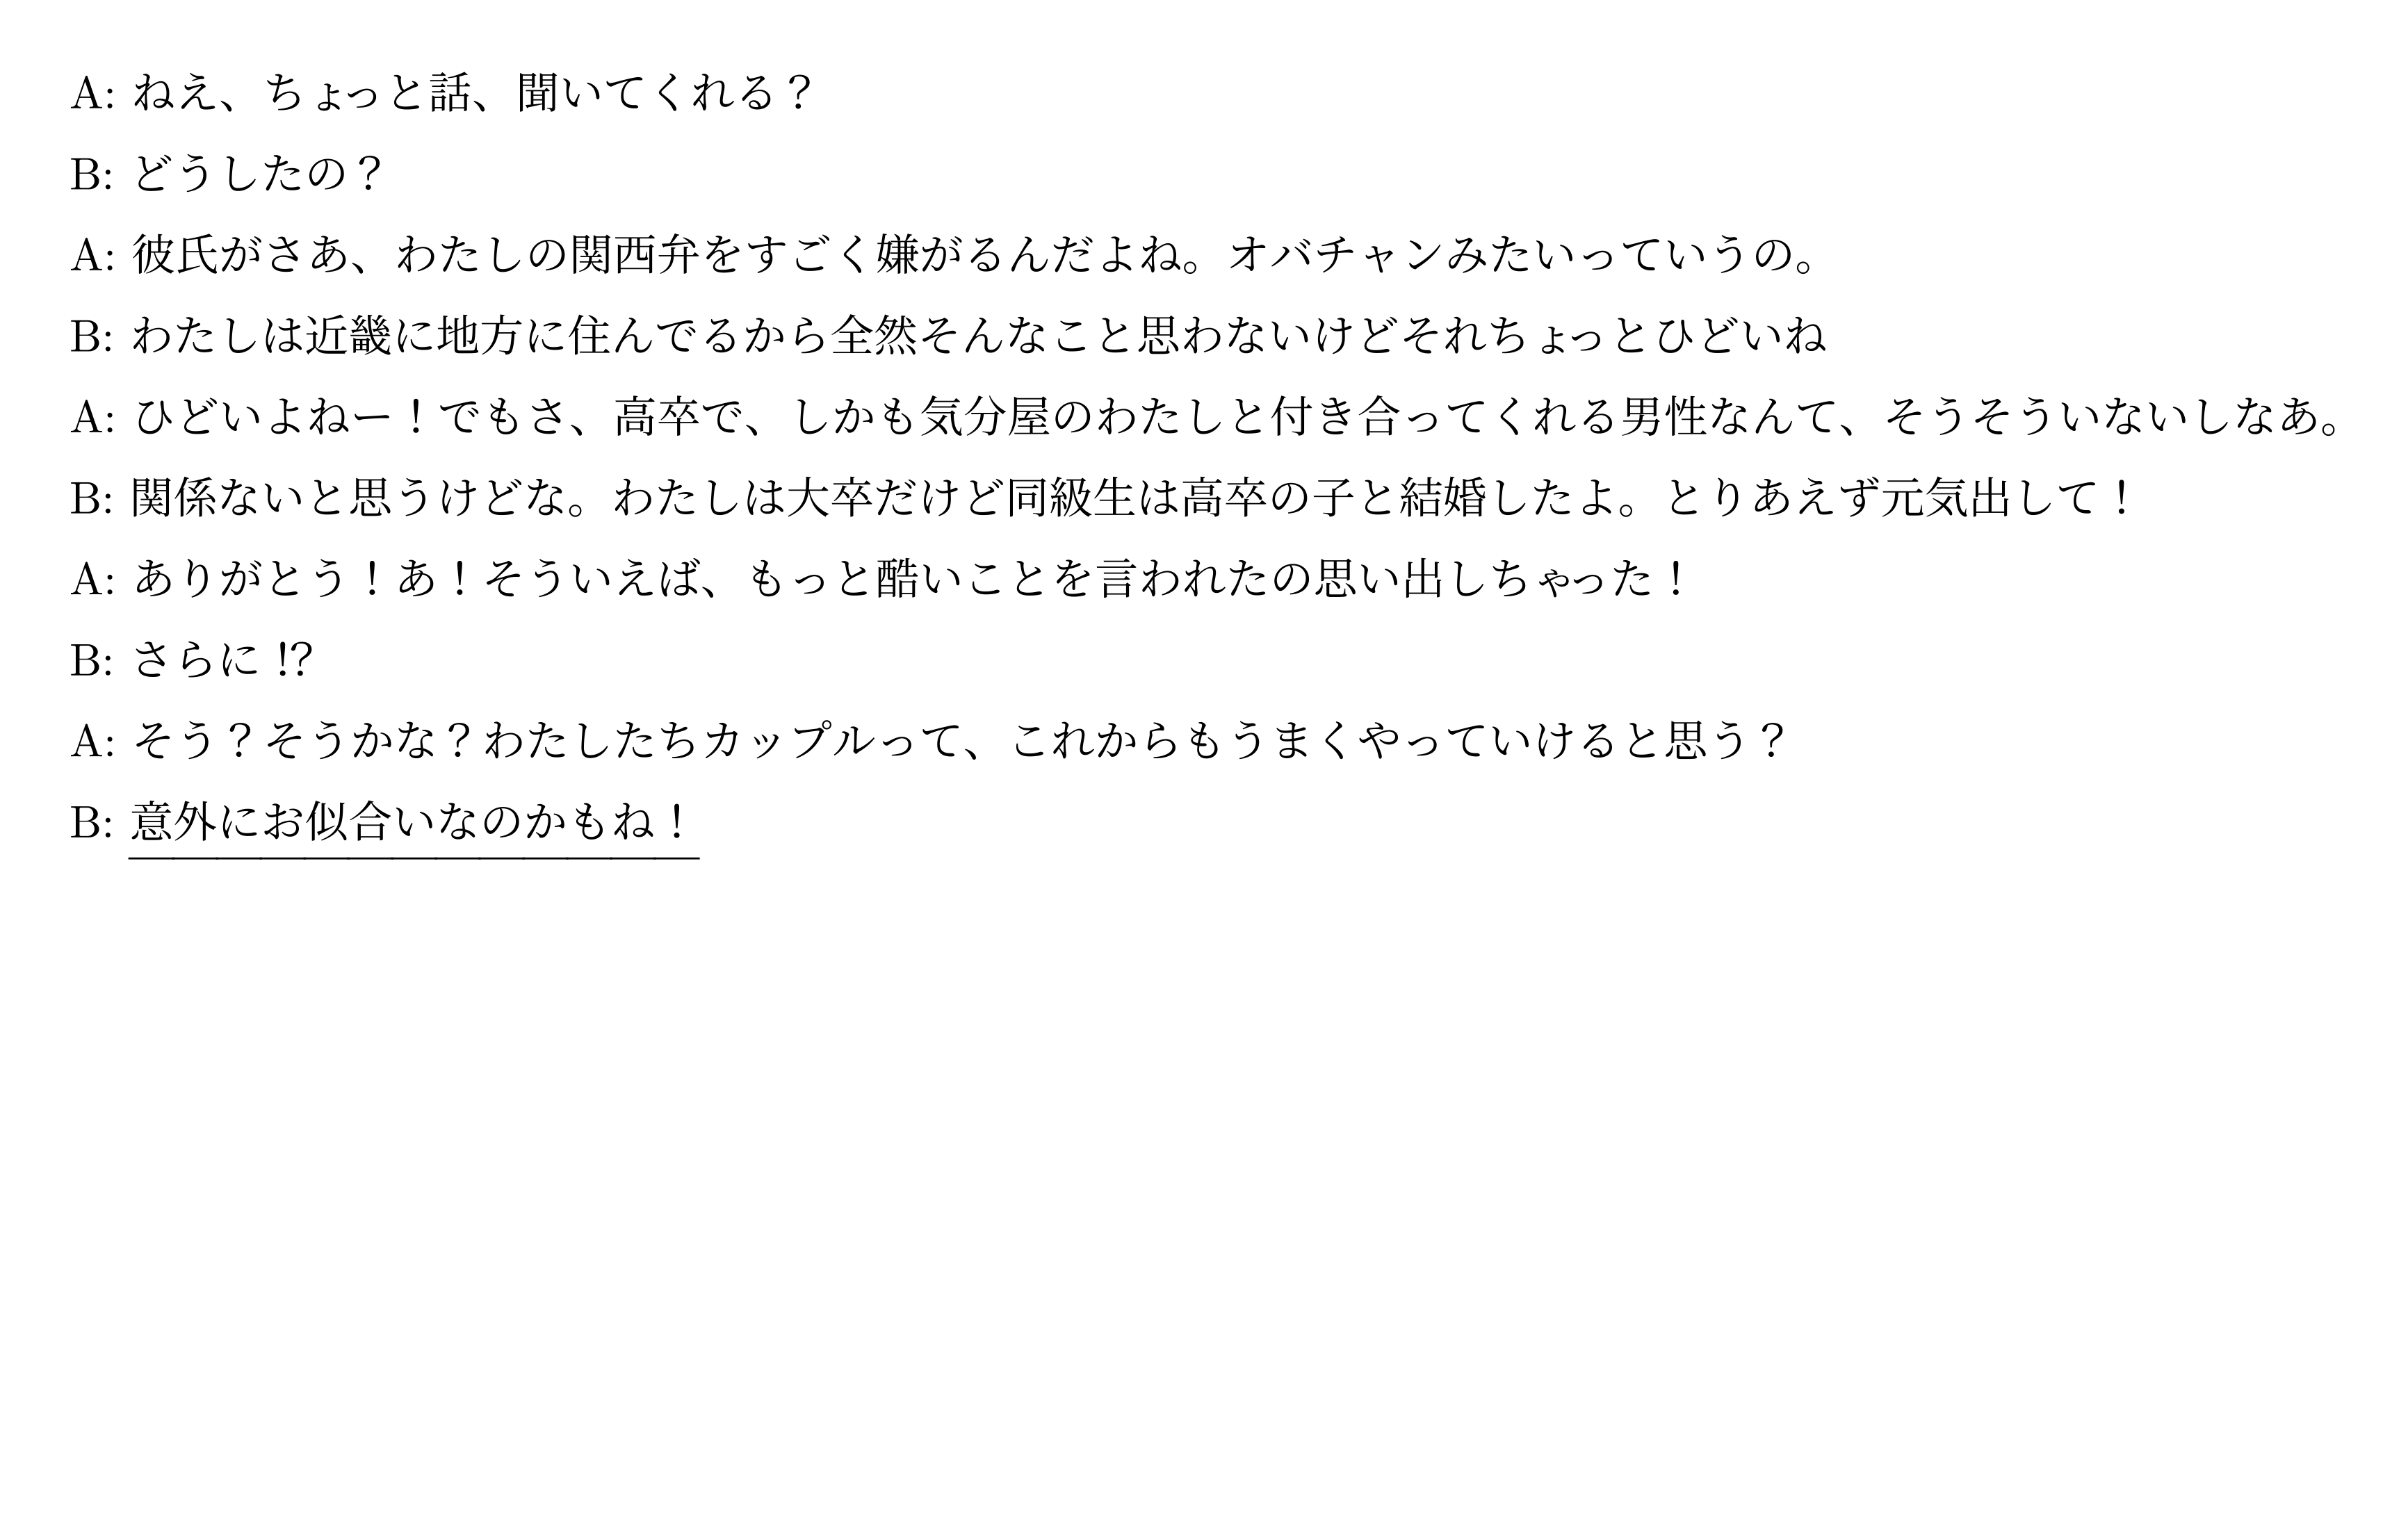 A: ねえ、ちょっと話、聞いてくれる？
B: どうしたの？
A: 彼氏がさあ、わたしの関西弁をすごく嫌がるんだよね。オバチャンみたいっていうの。
B: わたしは近畿に地方に住んでるから全然そんなこと思わないけどそれちょっとひどいね
A: ひどいよねー！でもさ、高卒で、しかも気分屋のわたしと付き合ってくれる男性なんて、そうそういないしなあ。
B: 関係ないと思うけどな。わたしは大卒だけど同級生は高卒の子と結婚したよ。とりあえず元気出して！
A: ありがとう！あ！そういえば、もっと酷いことを言われたの思い出しちゃった！
B: さらに⁉
A: そう？そうかな？わたしたちカップルって、これからもうまくやっていけると思う？
B: 意外にお似合いなのかもね！